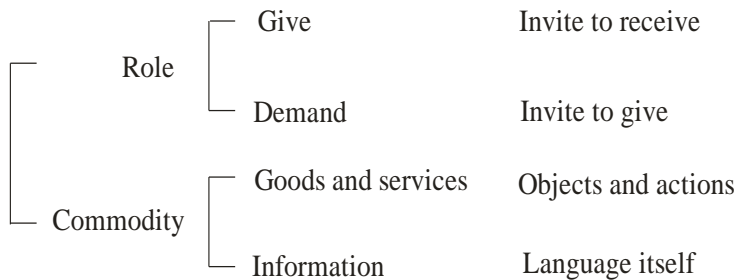 Give Invite to receive
Role
Demand Invite to give
Goods and services Objects and actions
Commodity
Information Language itself